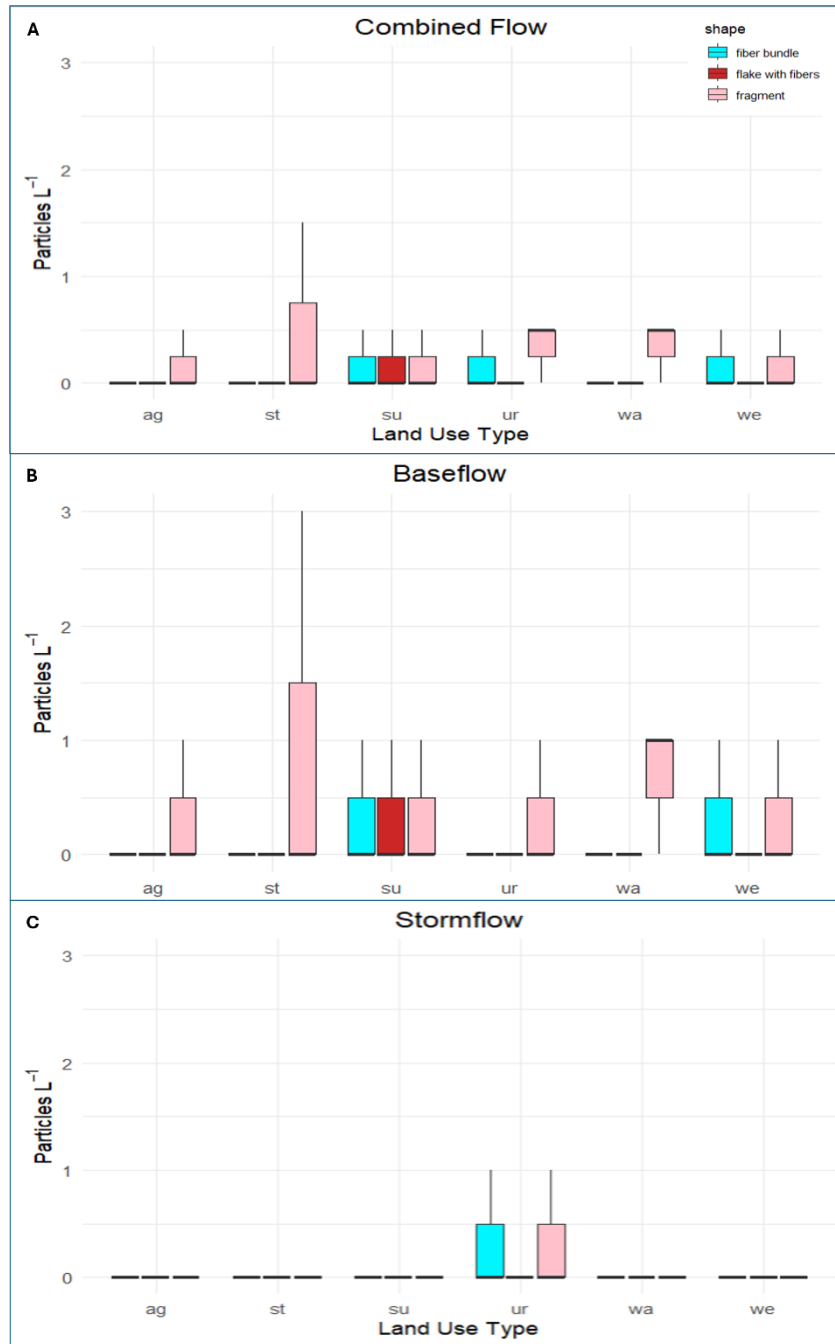 A
Combined Flow
shape
fiber bundle
flake with fibers
fragment
3
2
1
0
Particles L⁻¹
ag st su ur wa we
Land Use Type
B
Baseflow
3
2
1
0
Particles L⁻¹
ag st su ur wa we
C
Stormflow
3
2
1
0
Particles L⁻¹
ag st su ur wa we
Land Use Type